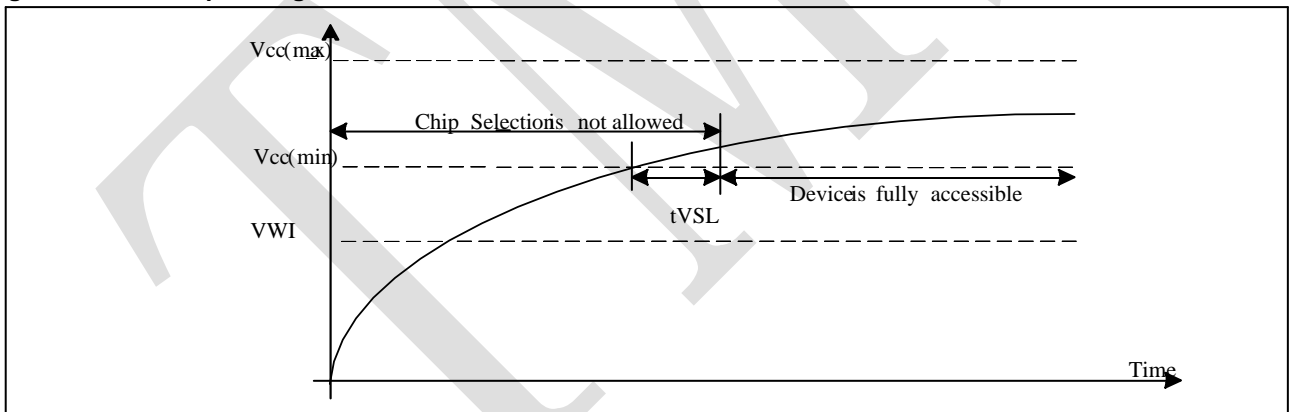 Vcc(max)
Chip Selection is not allowed
Vcc(min)
Device is fully accessible
tVSL
VWI
Time